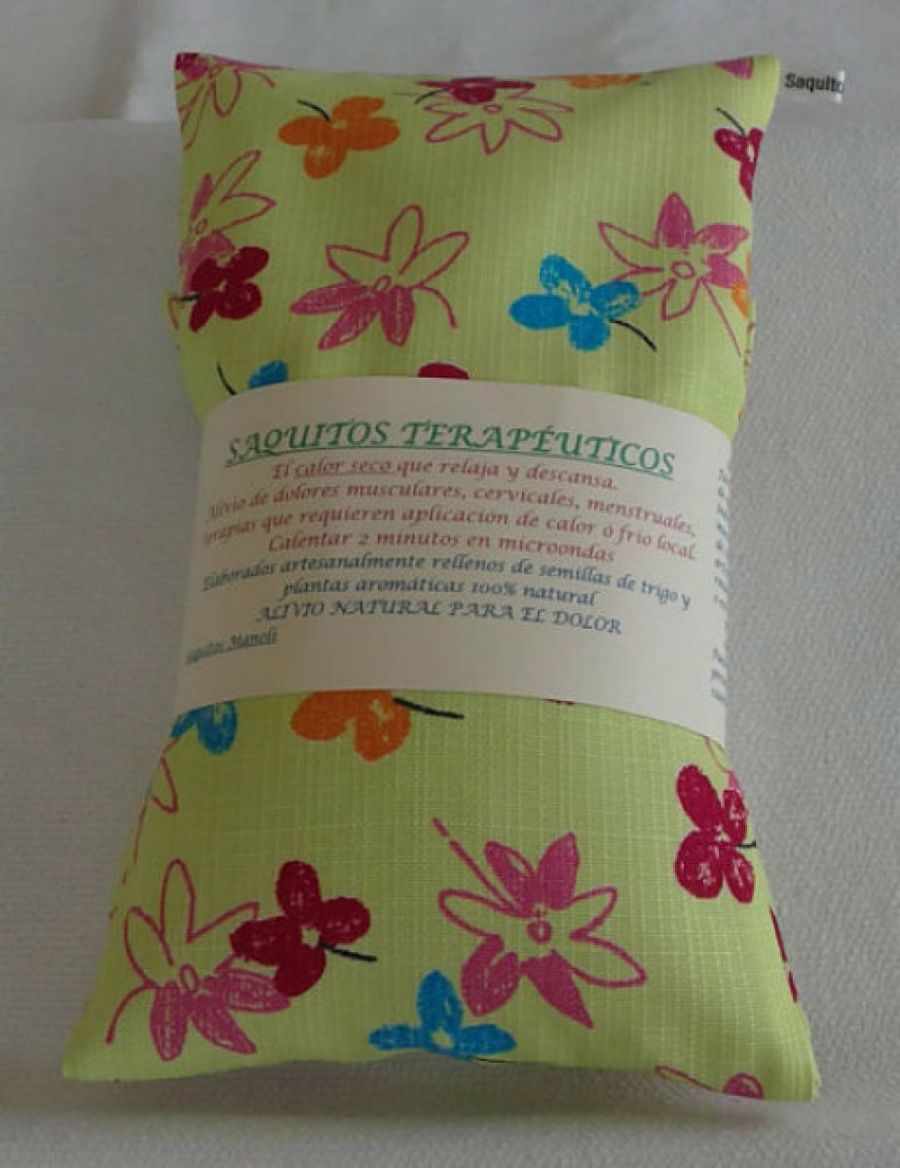 Saquito
SAQUITOS TERAPÉUTICOS
El calor seco que relaja y descansa.
Alivio de dolores musculares, cervicales, menstruales,
terapias que requieren aplicación de calor ò frío local.
Calentar 2 minutos en microondas
Elaborados artesanalmente rellenos de semillas de trigo y
plantas aromáticas 100% natural
ALIVIO NATURAL PARA EL DOLOR
Saquitos Manoli